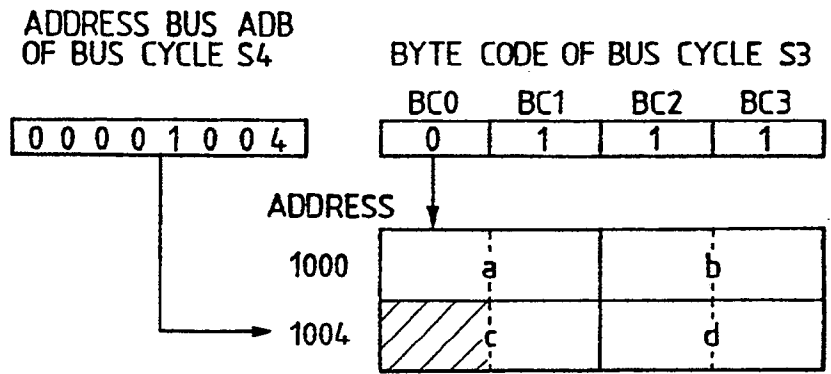 ADDRESS BUS ADB
OF BUS CYCLE S4
BYTE CODE OF BUS CYCLE S3
BC0 BC1 BC2 BC3
0 0 0 0 1 0 0 4
0 1 1 1
ADDRESS
1000 a b
1004 c d